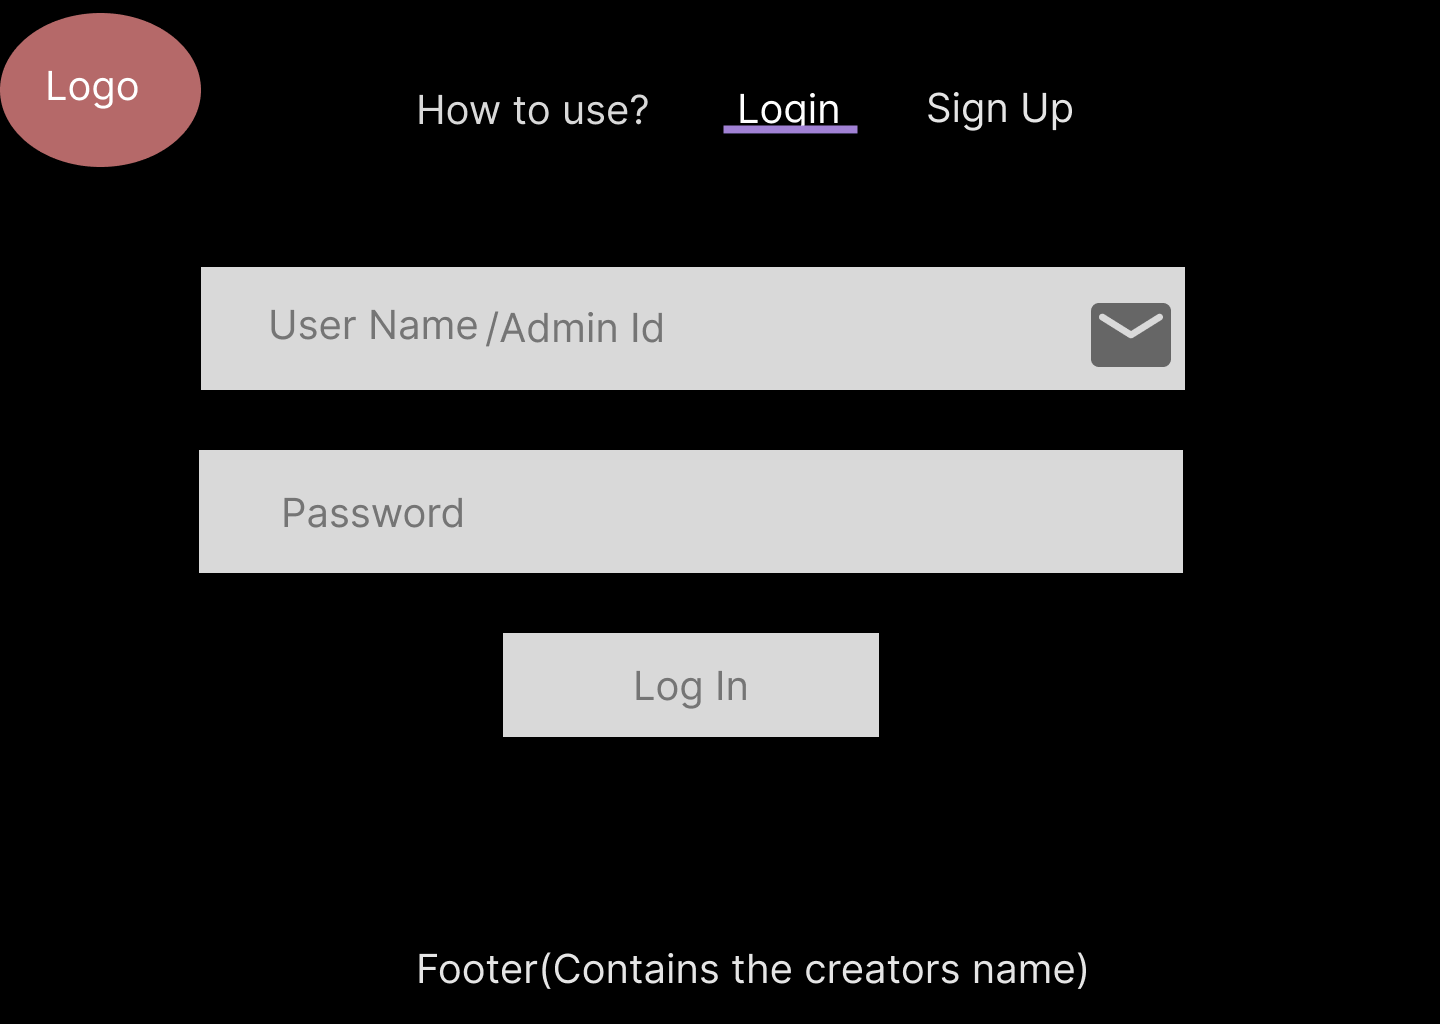 Logo
How to use? Login Sign Up
User Name /Admin Id
Password
Log In
Footer(Contains the creators name)